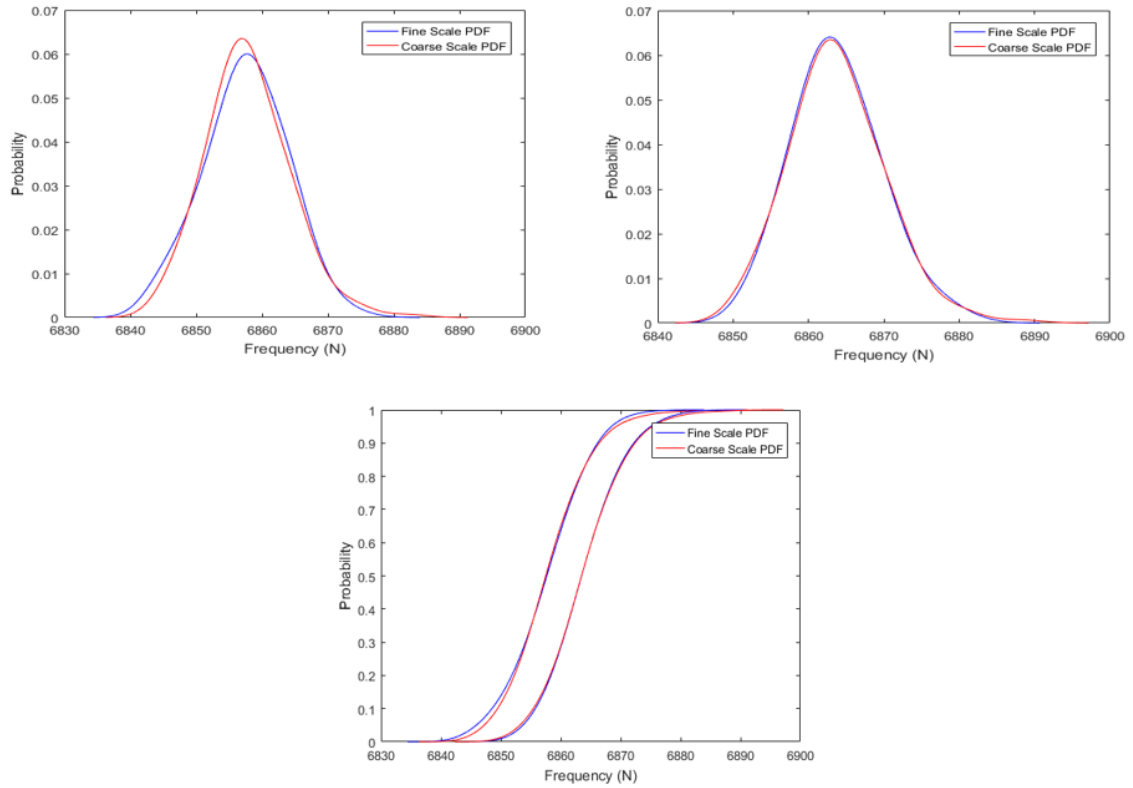 0.07
0.06
0.05
0.04
0.03
0.02
0.01
0
Probability
Fine Scale PDF
Coarse Scale PDF
6830 6840 6850 6860 6870 6880 6890 6900
Frequency (N)
0.07
0.06
0.05
0.04
0.03
0.02
0.01
0
Probability
Fine Scale PDF
Coarse Scale PDF
6840 6850 6860 6870 6880 6890 6900
Frequency (N)
1
0.9
0.8
0.7
0.6
0.5
0.4
0.3
0.2
0.1
0
Probability
Fine Scale PDF
Coarse Scale PDF
6830 6840 6850 6860 6870 6880 6890 6900
Frequency (N)